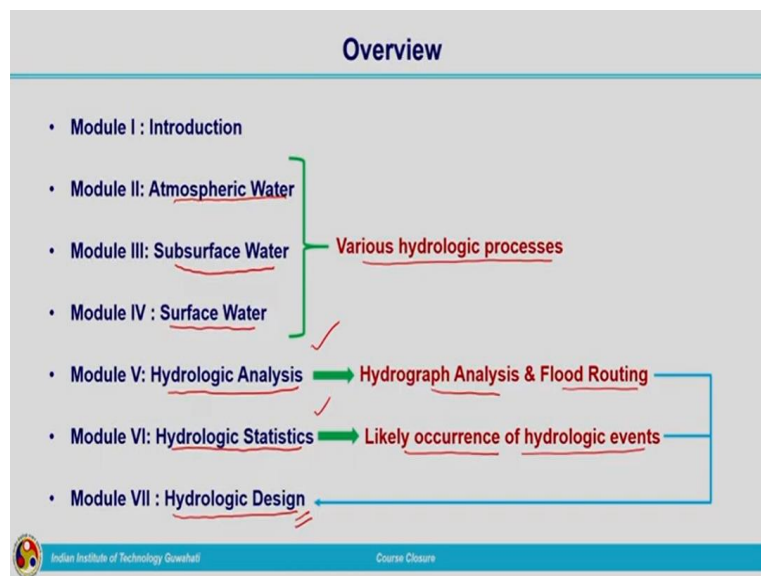 Overview
• Module I : Introduction
• Module II: Atmospheric Water
• Module III: Subsurface Water
Various hydrologic processes
• Module IV : Surface Water
• Module V: Hydrologic Analysis Hydrograph Analysis & Flood Routing
• Module VI: Hydrologic Statistics Likely occurrence of hydrologic events
• Module VII : Hydrologic Design
Indian Institute of Technology Guwahati Course Closure